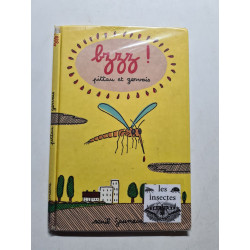 bzzz !
pittau et gervais
les
insectes
seuil jeunesse